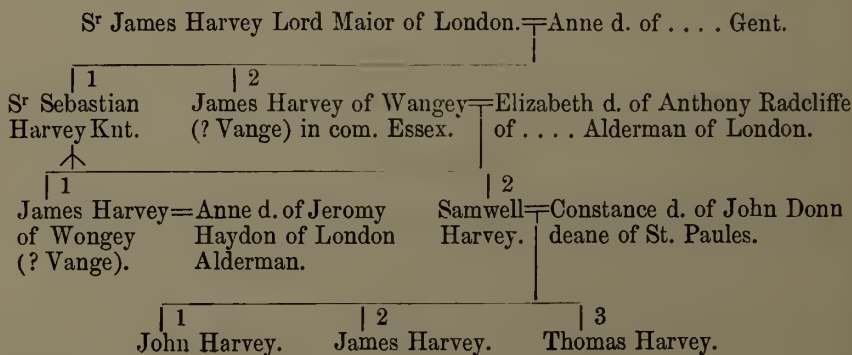 Sr James Harvey Lord Maior of London.=Anne d. of . . . . Gent.
1 2
Sr Sebastian James Harvey of Wangey=Elizabeth d. of Anthony Radcliffe
Harvey Knt. (? Vange) in com. Essex. of . . . . Alderman of London.
1 2
James Harvey=Anne d. of Jeromy Samwell=Constance d. of John Donn
of Wongey Haydon of London Harvey. deane of St. Paules.
(? Vange). Alderman.
1 2 3
John Harvey. James Harvey. Thomas Harvey.